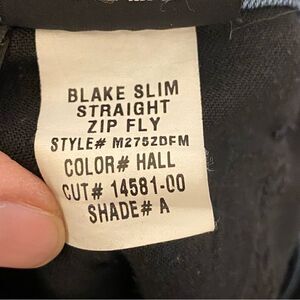 BLAKE SLIM
STRAIGHT
ZIP FLY
STYLE# M2752DFM
COLOR# HALL
CUT# 14581-00
SHADE# A